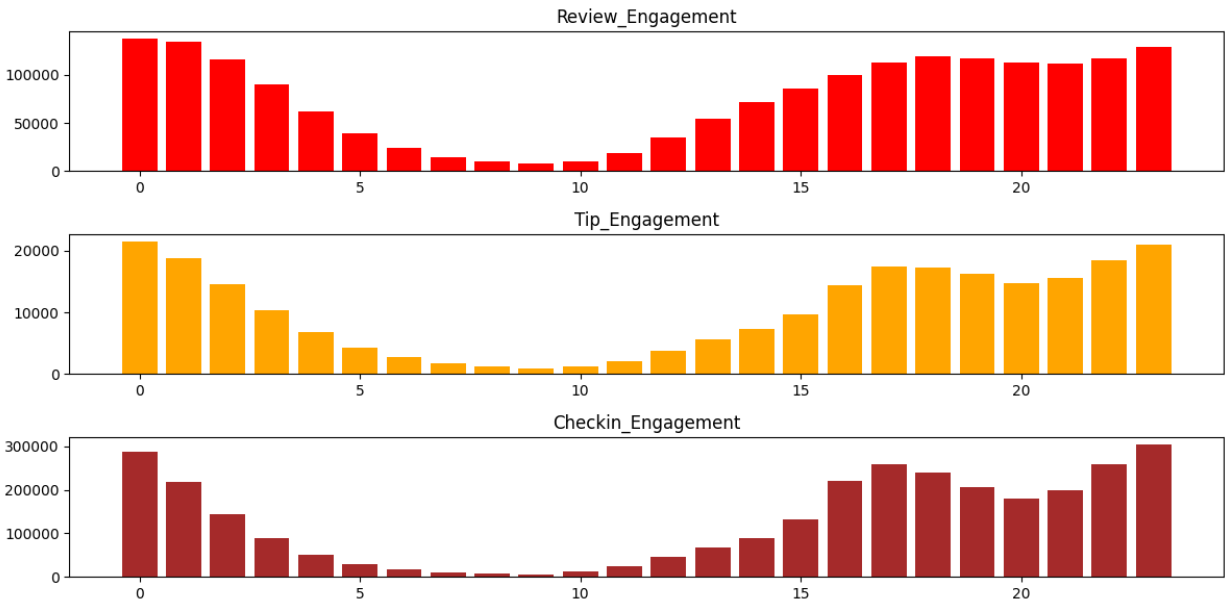 Review_Engagement
100000
50000
0
0 5 10 15 20
Tip_Engagement
20000
10000
0
0 5 10 15 20
Checkin_Engagement
300000
200000
100000
0
0 5 10 15 20